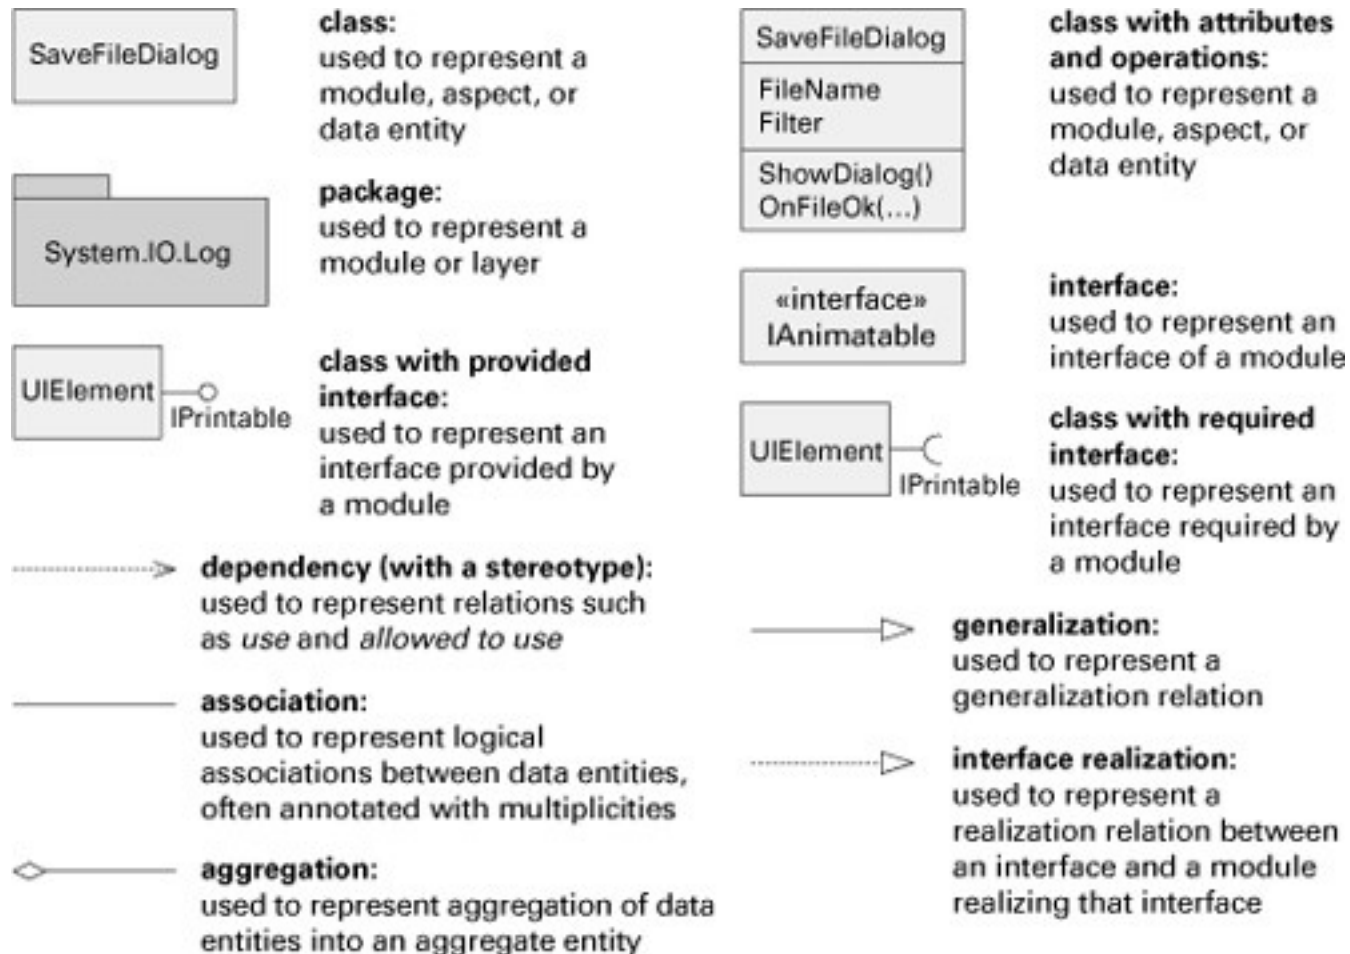 SaveFileDialog
class:
used to represent a
module, aspect, or
data entity
System.IO.Log
package:
used to represent a
module or layer
UIElement
IPrintable
class with provided
interface:
used to represent an
interface provided by
a module
dependency (with a stereotype):
used to represent relations such
as use and allowed to use
association:
used to represent logical
associations between data entities,
often annotated with multiplicities
aggregation:
used to represent aggregation of data
entities into an aggregate entity
SaveFileDialog
FileName
Filter
ShowDialog()
OnFileOk(...)
class with attributes
and operations:
used to represent a
module, aspect, or
data entity
«interface»
IAnimatable
interface:
used to represent an
interface of a module
UIElement
IPrintable
class with required
interface:
used to represent an
interface required by
a module
generalization:
used to represent a
generalization relation
interface realization:
used to represent a
realization relation between
an interface and a module
realizing that interface